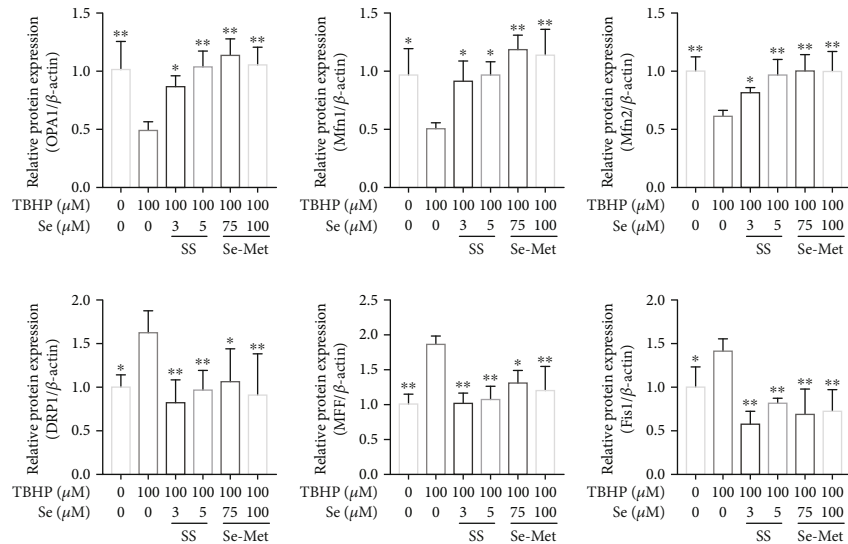 Relative protein expression
(OPA1/β-actin)
1.5
1.0
0.5
0.0
** * ** ** **
TBHP (μM) 0 100 100 100 100 100
Se (μM) 0 0 3 5 75 100
SS Se-Met
Relative protein expression
(Mfn1/β-actin)
1.5
1.0
0.5
0.0
* * * ** **
TBHP (μM) 0 100 100 100 100 100
Se (μM) 0 0 3 5 75 100
SS Se-Met
Relative protein expression
(Mfn2/β-actin)
1.5
1.0
0.5
0.0
** * ** ** **
TBHP (μM) 0 100 100 100 100 100
Se (μM) 0 0 3 5 75 100
SS Se-Met
Relative protein expression
(DRP1/β-actin)
2.0
1.5
1.0
0.5
0.0
* ** ** * **
TBHP (μM) 0 100 100 100 100 100
Se (μM) 0 0 3 5 75 100
SS Se-Met
Relative protein expression
(MFF/β-actin)
2.5
2.0
1.5
1.0
0.5
0.0
** ** ** * **
TBHP (μM) 0 100 100 100 100 100
Se (μM) 0 0 3 5 75 100
SS Se-Met
Relative protein expression
(Fis1/β-actin)
2.0
1.5
1.0
0.5
0.0
* ** ** ** **
TBHP (μM) 0 100 100 100 100 100
Se (μM) 0 0 3 5 75 100
SS Se-Met